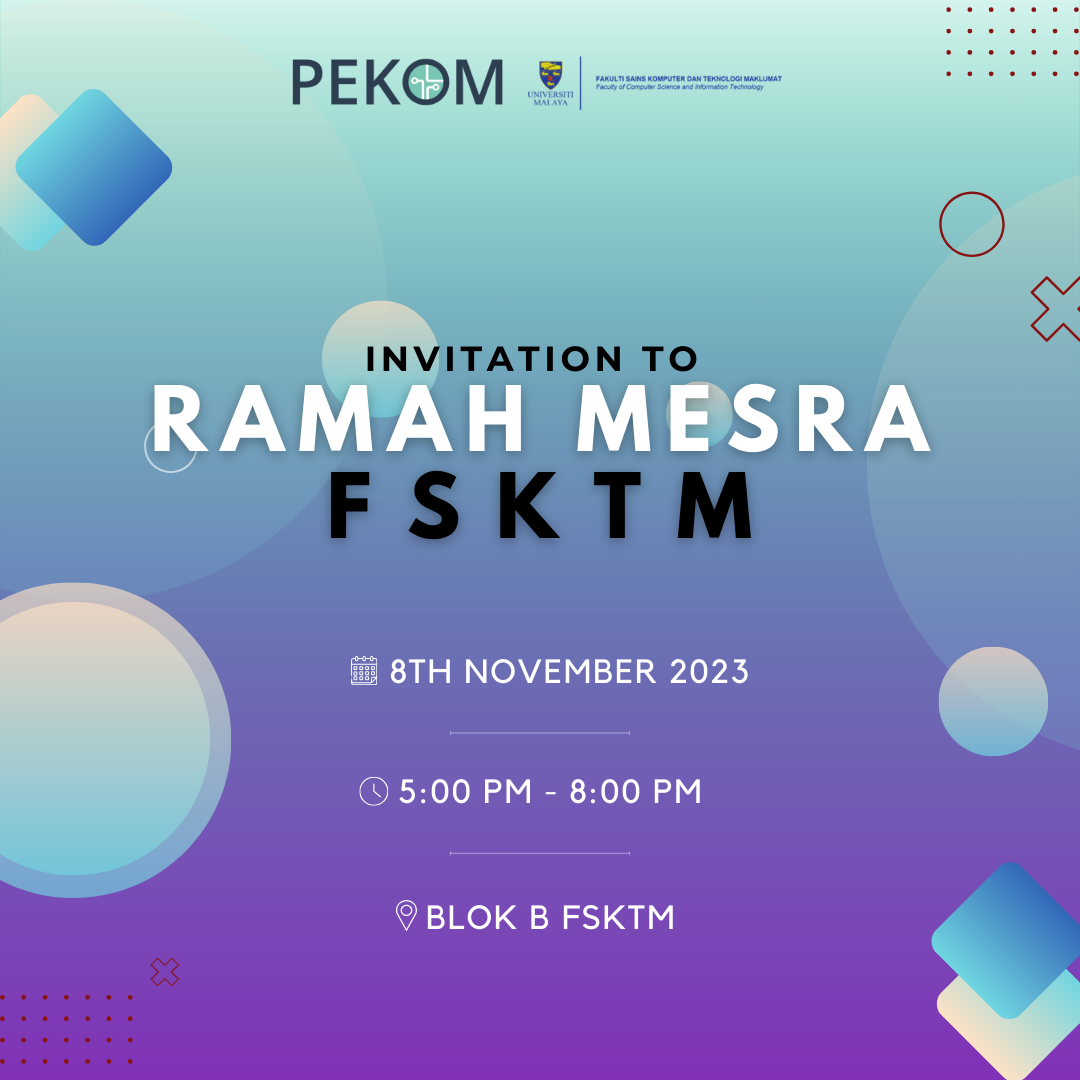 PEKOM
UNIVERSITI
MALAYA
FAKULTI SAINS KOMPUTER DAN TEKNOLOGI MAKLUMAT
Faculty of Computer Science and Information Technology
INVITATION TO
RAMAH MESRA
FSKTM
8TH NOVEMBER 2023
5:00 PM - 8:00 PM
BLOK B FSKTM